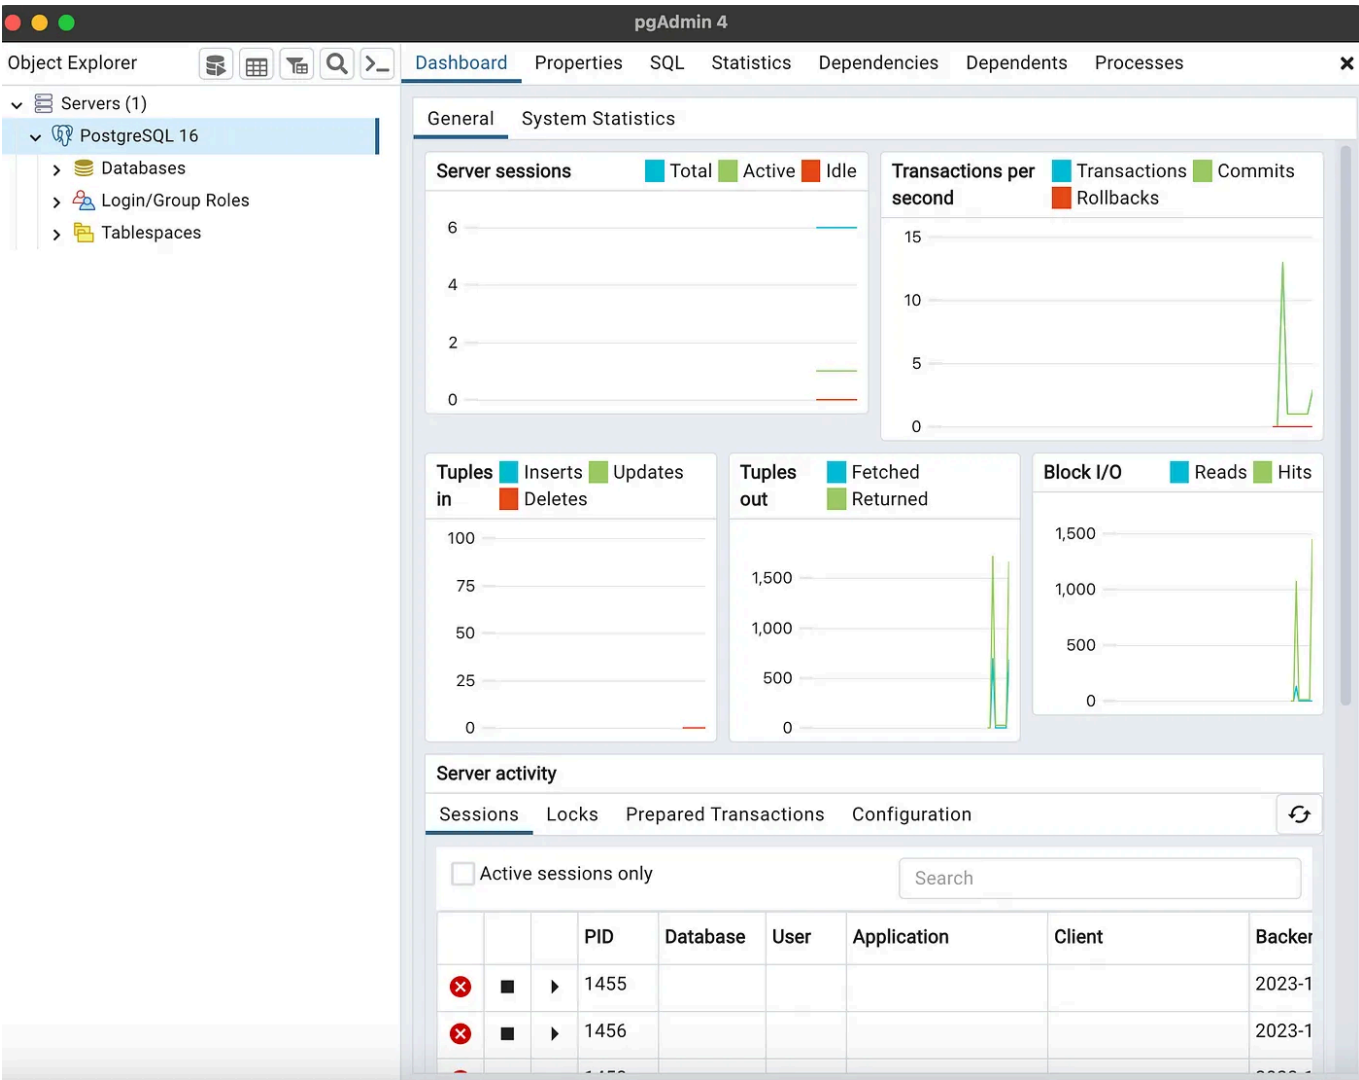 pgAdmin 4
Object Explorer
Dashboard Properties SQL Statistics Dependencies Dependents Processes
Servers (1)
PostgreSQL 16
Databases
Login/Group Roles
Tablespaces
General System Statistics
Server sessions Total Active Idle
6
4
2
0
Transactions per second Transactions Commits Rollbacks
15
10
5
0
Tuples in Inserts Updates Deletes
100
75
50
25
0
Tuples out Fetched Returned
1,500
1,000
500
0
Block I/O Reads Hits
1,500
1,000
500
0
Server activity
Sessions Locks Prepared Transactions Configuration
Active sessions only Search
PID Database User Application Client Backen
1455 2023-1
1456 2023-1